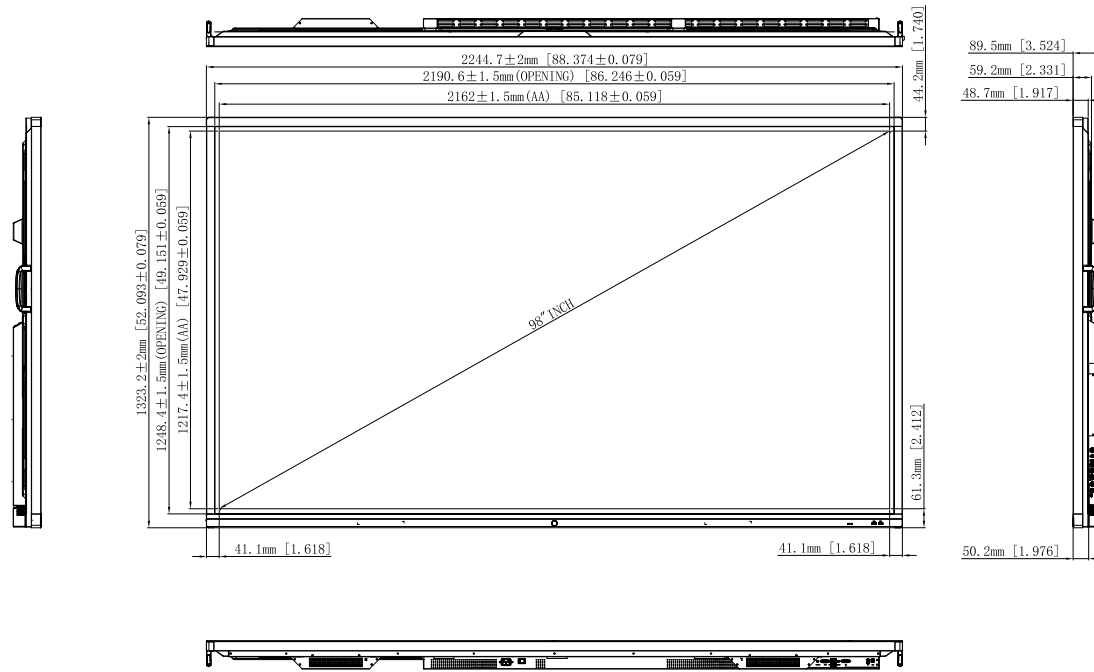 2244.7±2mm [88.374±0.079]
2190.6±1.5mm(OPENING) [86.246±0.059]
2162±1.5mm(AA) [85.118±0.059]
44.2mm [1.740]
89.5mm [3.524]
59.2mm [2.331]
48.7mm [1.917]
1323.2±2mm [52.093±0.079]
1248.4±1.5mm(OPENING) [49.151±0.059]
1217.4±1.5mm(AA) [47.929±0.059]
98″INCH
61.3mm [2.412]
41.1mm [1.618]
41.1mm [1.618]
50.2mm [1.976]